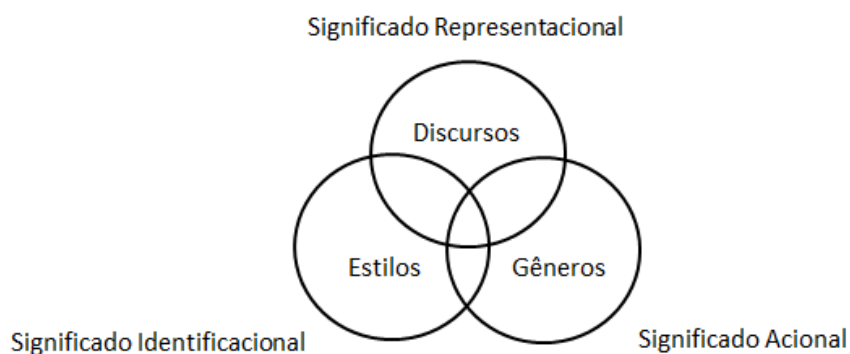 Significado Representacional
Discursos
Estilos
Gêneros
Significado Identificacional
Significado Acional